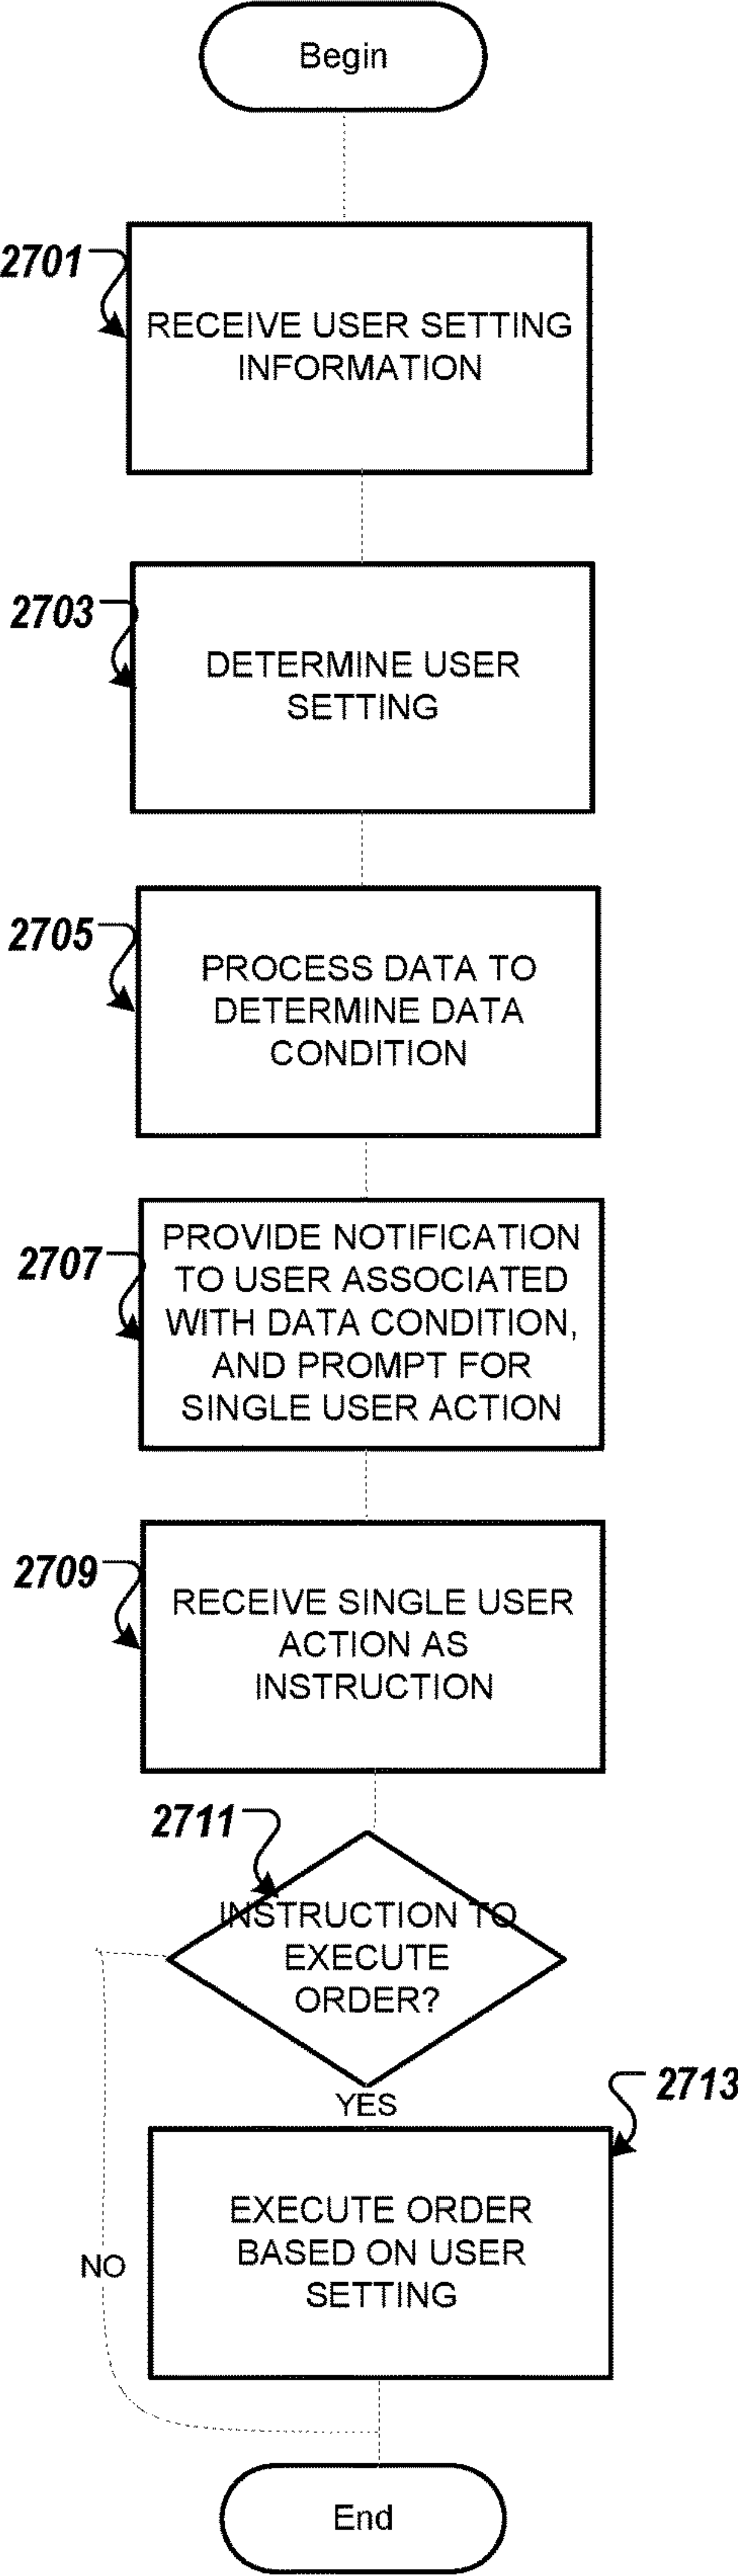 Begin
2701
RECEIVE USER SETTING
INFORMATION
2703
DETERMINE USER
SETTING
2705
PROCESS DATA TO
DETERMINE DATA
CONDITION
2707
PROVIDE NOTIFICATION
TO USER ASSOCIATED
WITH DATA CONDITION,
AND PROMPT FOR
SINGLE USER ACTION
2709
RECEIVE SINGLE USER
ACTION AS
INSTRUCTION
2711
INSTRUCTION TO
EXECUTE
ORDER?
YES
2713
EXECUTE ORDER
BASED ON USER
SETTING
NO
End